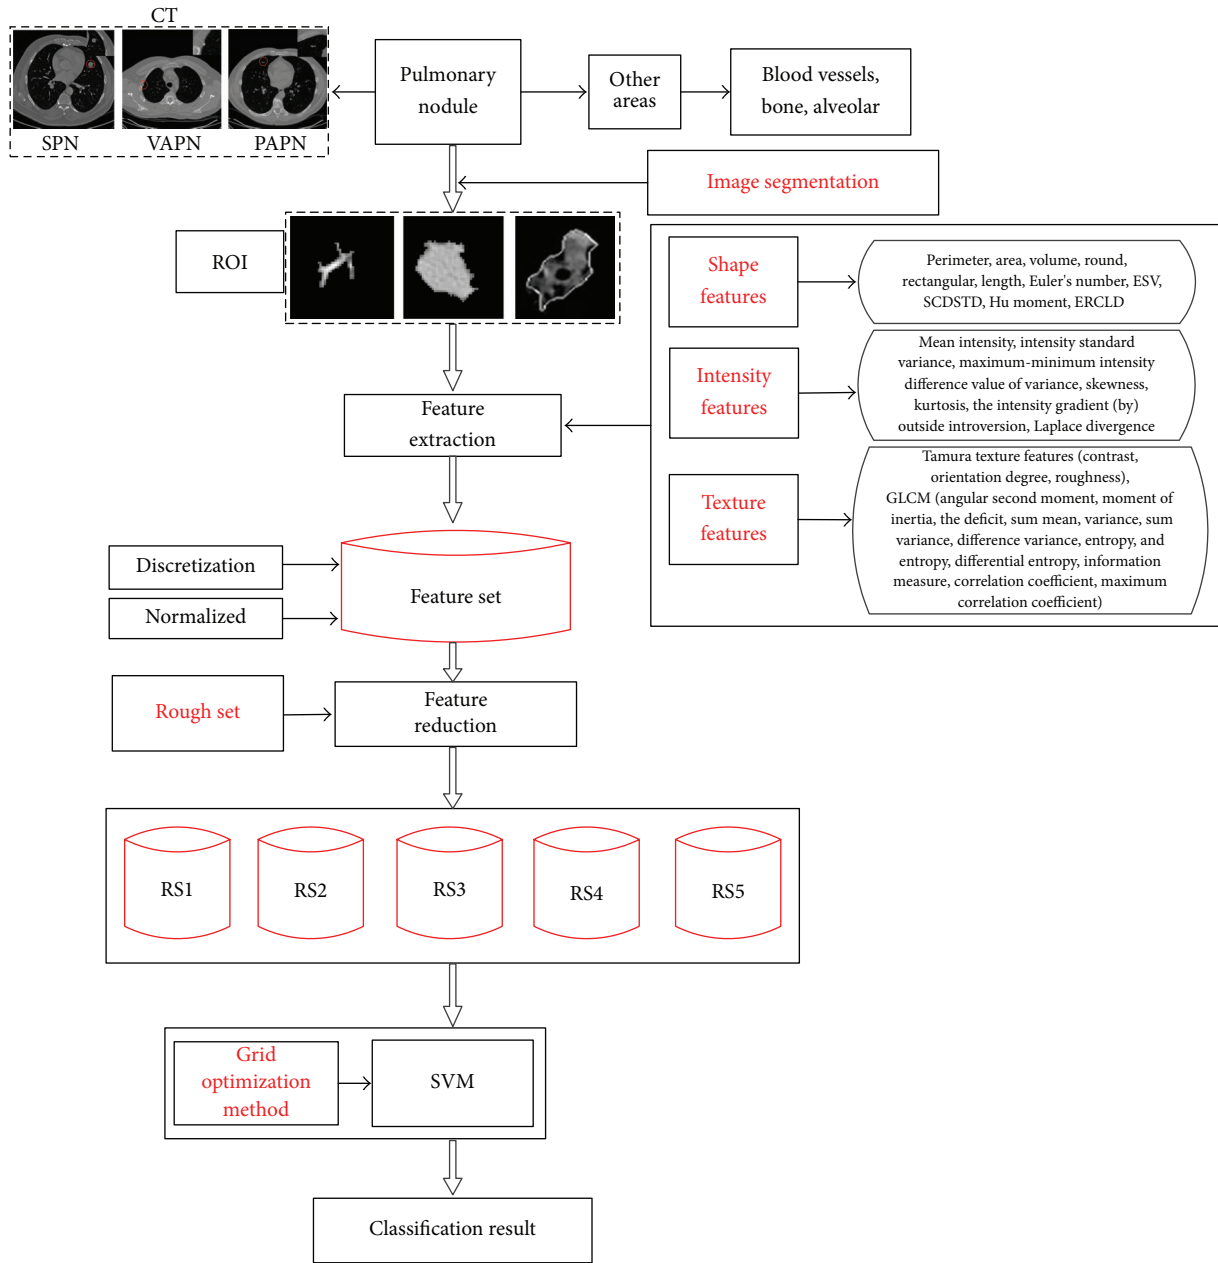 CT
SPN
VAPN
PAPN
Pulmonary
nodule
Other
areas
Blood vessels,
bone, alveolar
Image segmentation
ROI
Shape
features
Perimeter, area, volume, round,
rectangular, length, Euler's number, ESV,
SCDSTD, Hu moment, ERCLD
Intensity
features
Mean intensity, intensity standard
variance, maximum-minimum intensity
difference value of variance, skewness,
kurtosis, the intensity gradient (by)
outside introversion, Laplace divergence
Texture
features
Tamura texture features (contrast,
orientation degree, roughness),
GLCM (angular second moment, moment of
inertia, the deficit, sum mean, variance, sum
variance, difference variance, entropy, and
entropy, differential entropy, information
measure, correlation coefficient, maximum
correlation coefficient)
Feature
extraction
Discretization
Normalized
Feature set
Rough set
Feature
reduction
RS1
RS2
RS3
RS4
RS5
Grid
optimization
method
SVM
Classification result